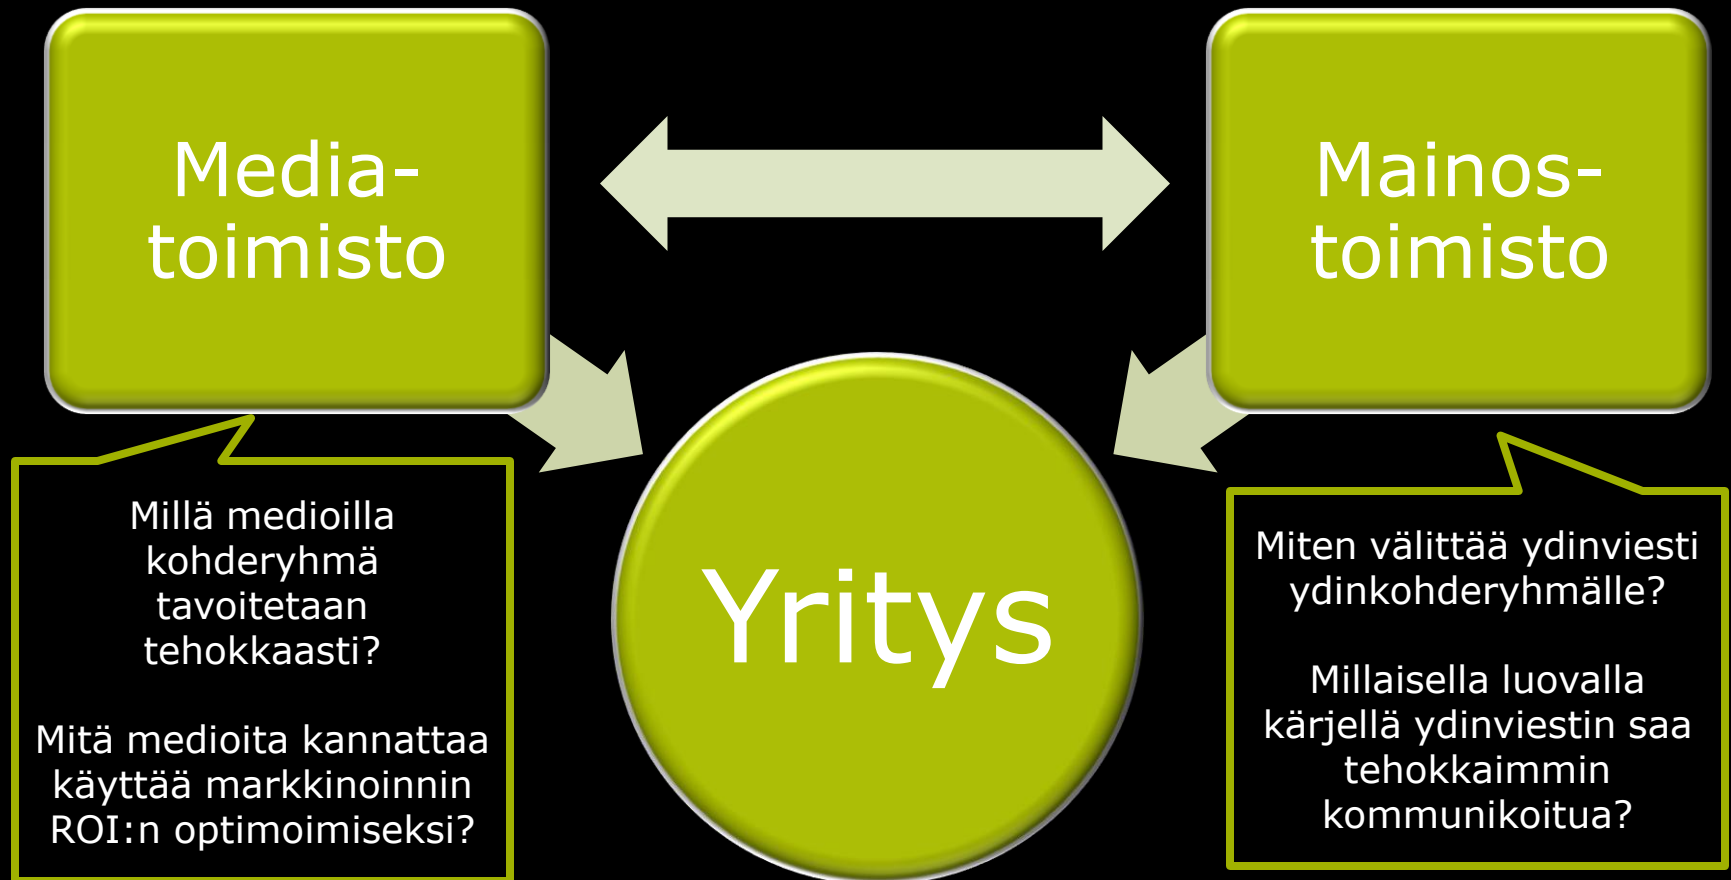 Media-
toimisto
Mainos-
toimisto
Millä medioilla
kohderyhmä
tavoitetaan
tehokkaasti?
Mitä medioita kannattaa
käyttää markkinoinnin
ROI:n optimoimiseksi?
Yritys
Miten välittää ydinviesti
ydinkohderyhmälle?
Millaisella luovalla
kärjellä ydinviestin saa
tehokkaimmin
kommunikoitua?